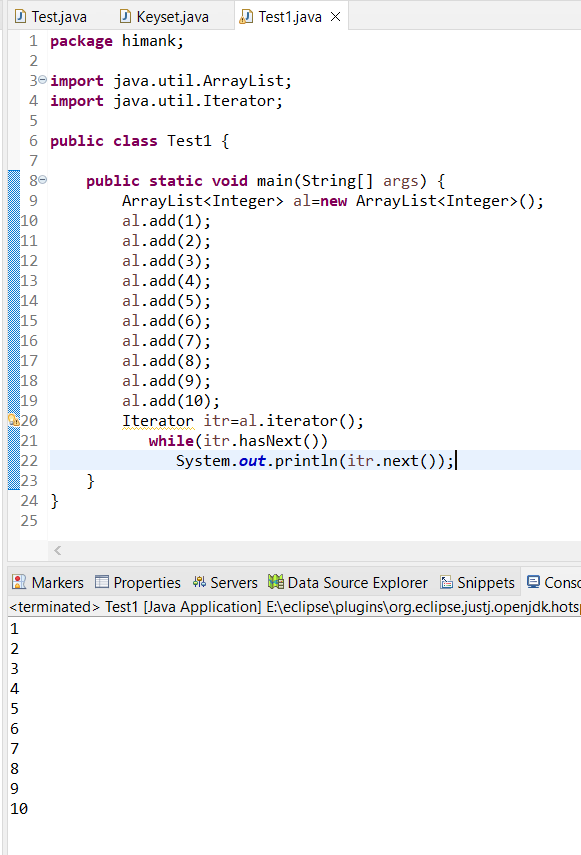 Test.java Keyset.java Test1.java
1 package himank;
2
3 import java.util.ArrayList;
4 import java.util.Iterator;
5
6 public class Test1 {
7
8     public static void main(String[] args) {
9         ArrayList<Integer> al=new ArrayList<Integer>();
10         al.add(1);
11         al.add(2);
12         al.add(3);
13         al.add(4);
14         al.add(5);
15         al.add(6);
16         al.add(7);
17         al.add(8);
18         al.add(9);
19         al.add(10);
20         Iterator itr=al.iterator();
21            while(itr.hasNext())
22               System.out.println(itr.next());
23     }
24 }
25
Markers Properties Servers Data Source Explorer Snippets Consc
<terminated> Test1 [Java Application] E:\eclipse\plugins\org.eclipse.justj.openjdk.hotsp
1
2
3
4
5
6
7
8
9
10